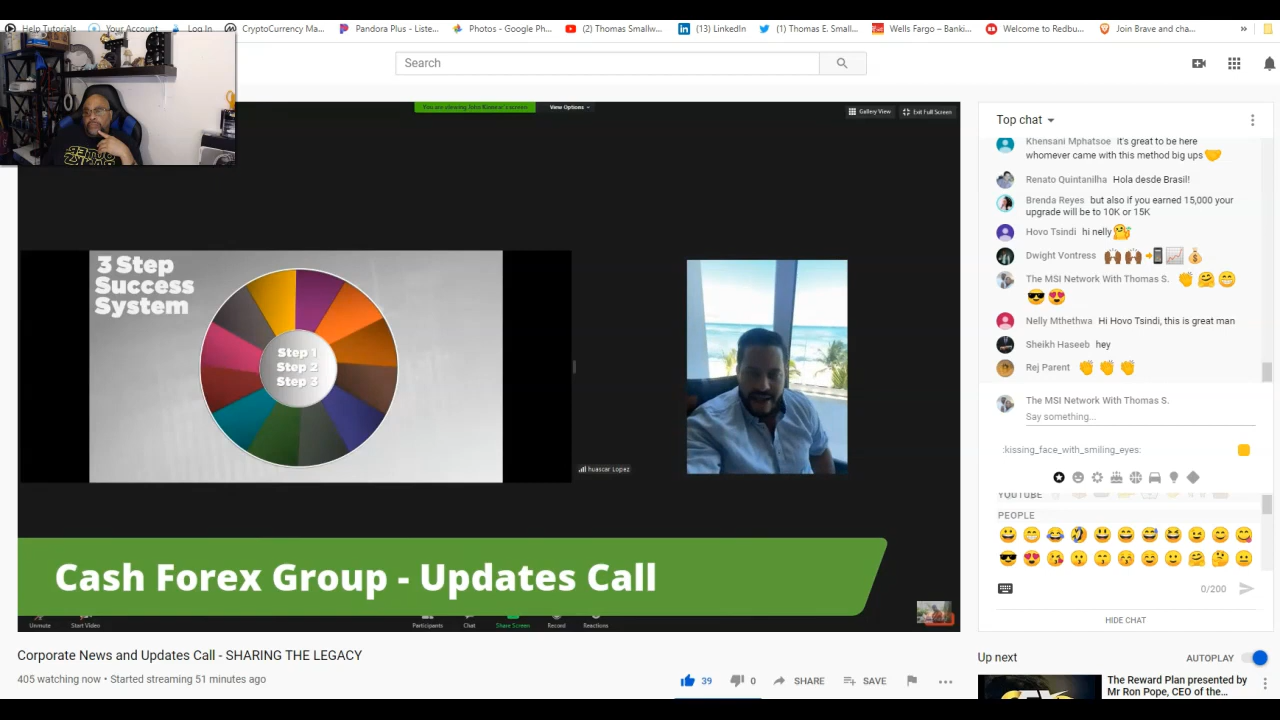 Help Tutorials
Your Account
Log In
CryptoCurrency Ma...
Pandora Plus - Liste...
Photos - Google Ph...
(2) Thomas Smallw...
(13) LinkedIn
(1) Thomas E. Small...
Wells Fargo – Banki...
Welcome to Redbu...
Join Brave and cha...
Search
View Options
Gallery View
Exit Full Screen
3 Step
Success
System
Step 1
Step 2
Step 3
huascar Lopez
Cash Forex Group - Updates Call
Unmute
Start Video
Participants
Chat
Share Screen
Record
Reactions
Corporate News and Updates Call - SHARING THE LEGACY
405 watching now • Started streaming 51 minutes ago
39
0
SHARE
SAVE
Top chat
Khensani Mphatsoe it's great to be here
whomever came with this method big ups
Renato Quintanilha Hola desde Brasil!
Brenda Reyes but also if you earned 15,000 your
upgrade will be to 10K or 15K
Hovo Tsindi hi nelly
Dwight Vontress
The MSI Network With Thomas S.
Nelly Mthethwa Hi Hovo Tsindi, this is great man
Sheikh Haseeb hey
Rej Parent
The MSI Network With Thomas S.
Say something...
:kissing_face_with_smiling_eyes:
YOUTUBE
PEOPLE
0/200
HIDE CHAT
Up next
AUTOPLAY
The Reward Plan presented by
Mr Ron Pope, CEO of the...